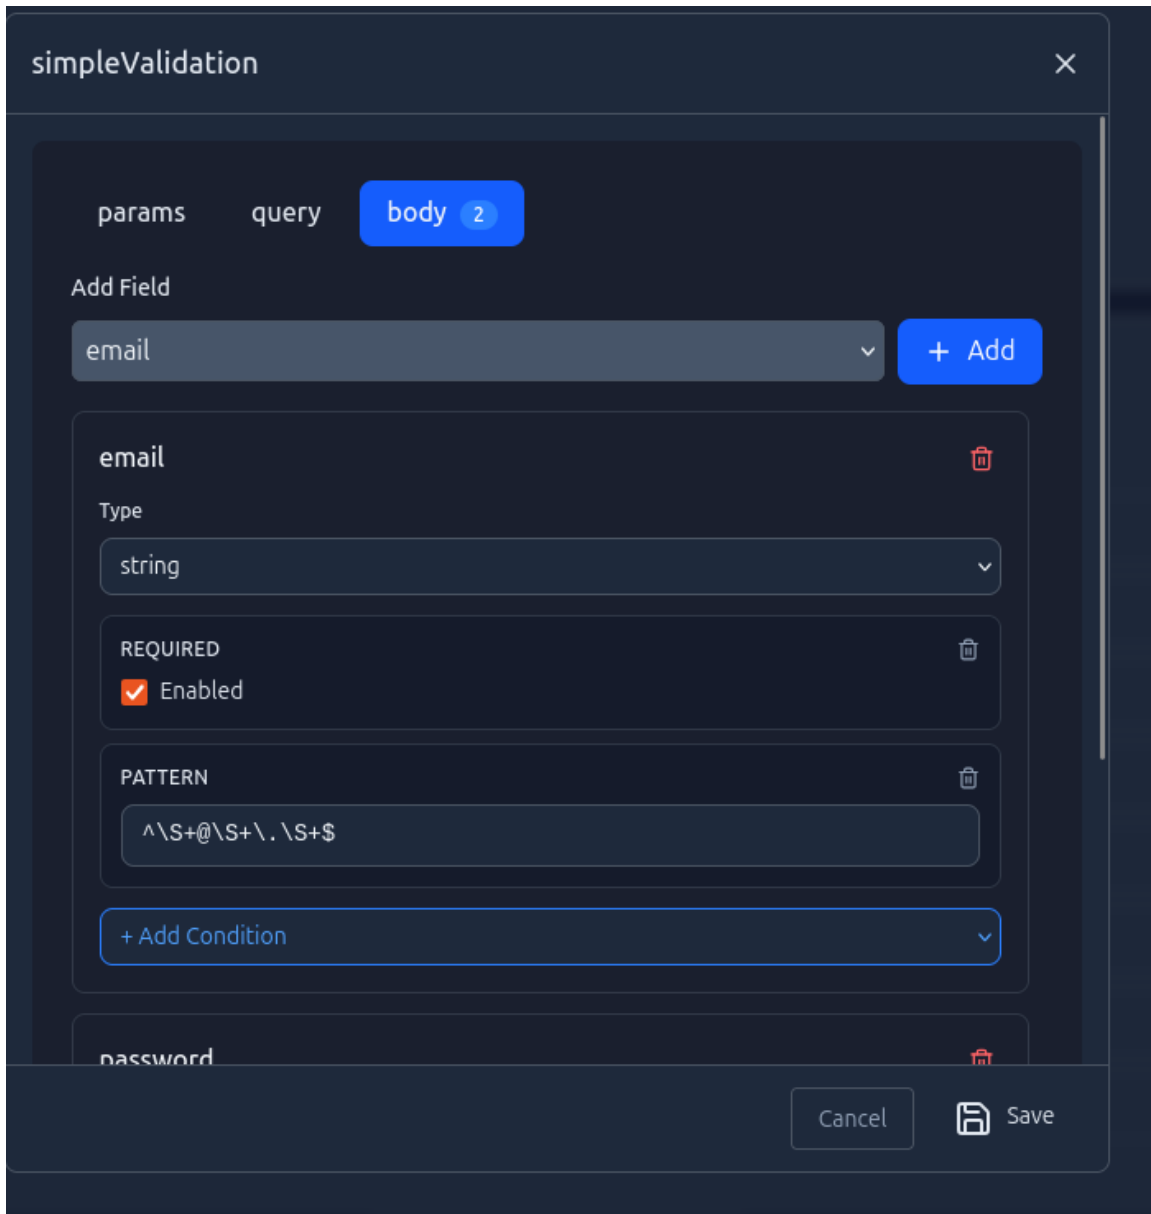 simpleValidation
params query body 2
Add Field
email
+ Add
email
Type
string
REQUIRED
Enabled
PATTERN
^\S+@\S+\.\S+$
+ Add Condition
password
Cancel
Save